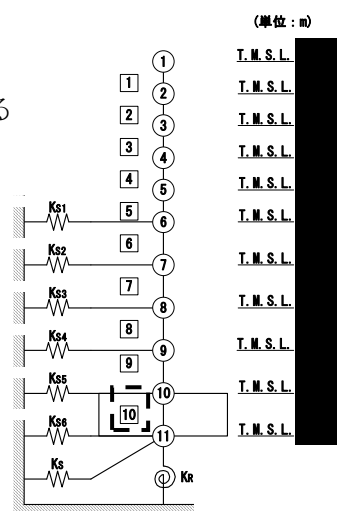 (単位:m)
① T.M.S.L.
1
② T.M.S.L.
2
る
③ T.M.S.L.
3
④ T.M.S.L.
4
⑤ T.M.S.L.
5
Ks1 ⑥ T.M.S.L.
6
Ks2 ⑦ T.M.S.L.
7
Ks3 ⑧ T.M.S.L.
8
Ks4 ⑨ T.M.S.L.
9
Ks5 ⑩ T.M.S.L.
10
Ks6 ⑪ T.M.S.L.
Ks KR